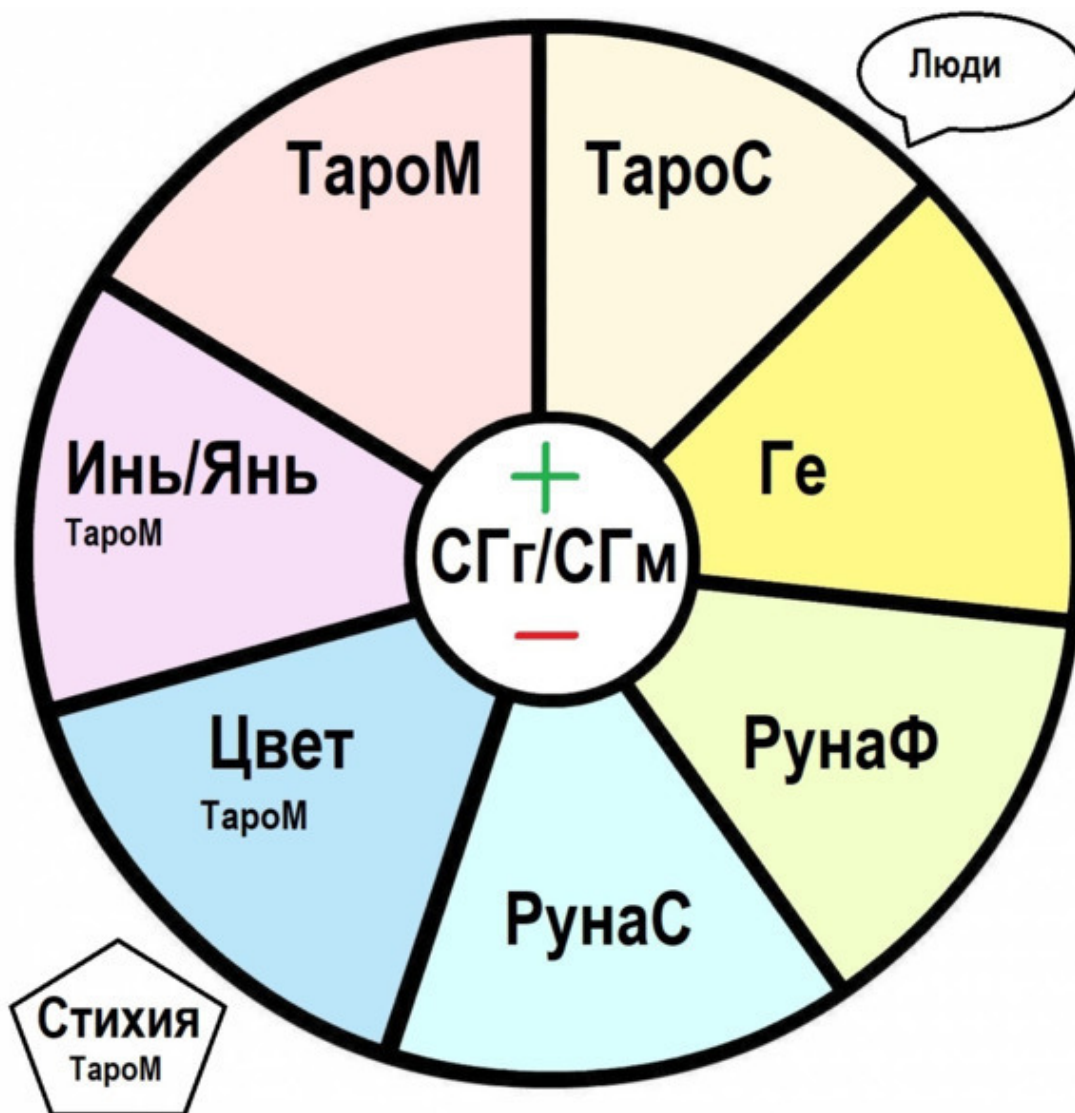 Люди
ТароМ
ТароС
Инь/Янь
ТароМ
Ге
+
СГг/СГм
−
Цвет
ТароМ
РунаФ
РунаС
Стихия
ТароМ